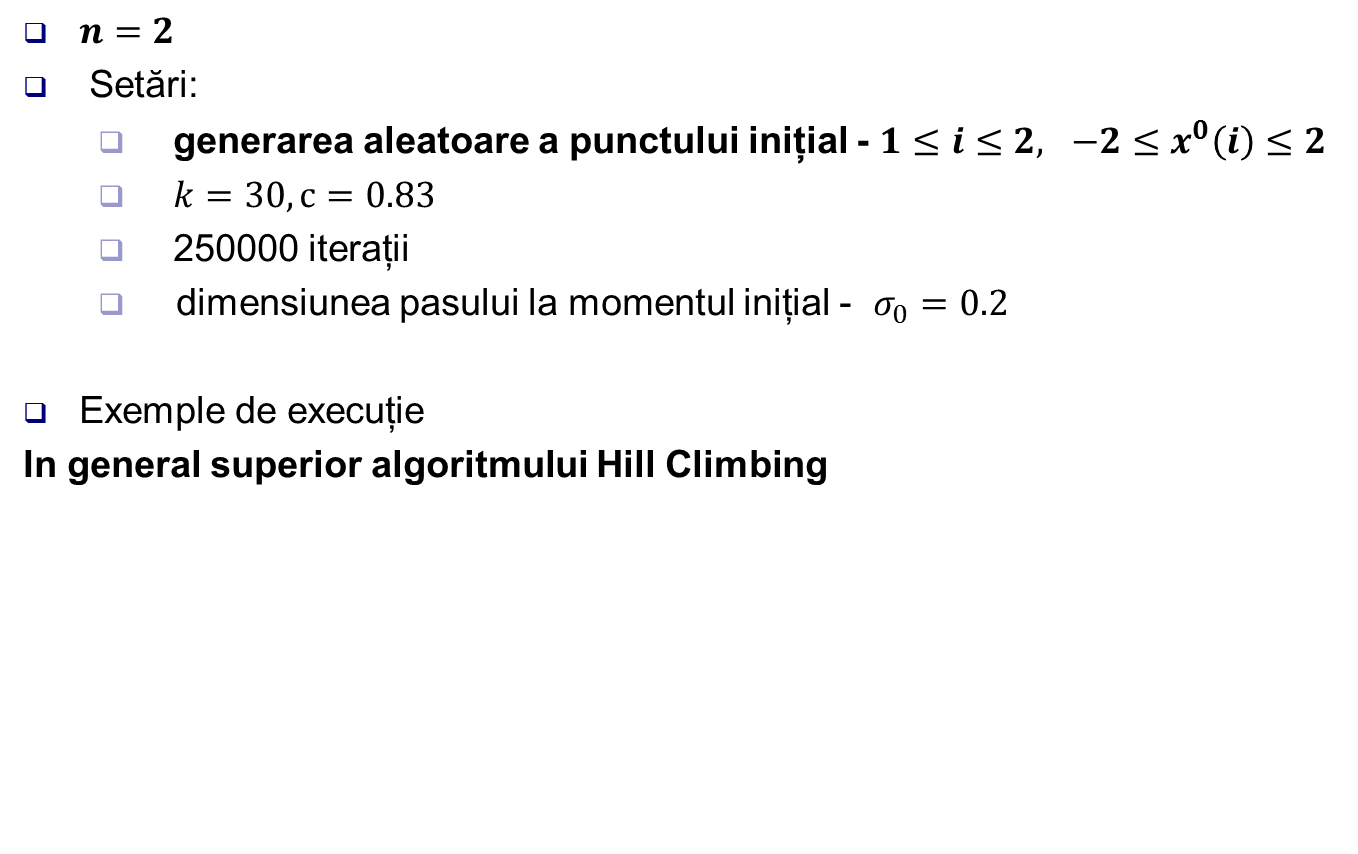 ❑ n = 2
❑ Setări:
❑ generarea aleatoare a punctului inițial - 1 ≤ i ≤ 2, −2 ≤ x⁰(i) ≤ 2
❑ k = 30, c = 0.83
❑ 250000 iterații
❑ dimensiunea pasului la momentul inițial - σ₀ = 0.2
❑ Exemple de execuție
In general superior algoritmului Hill Climbing